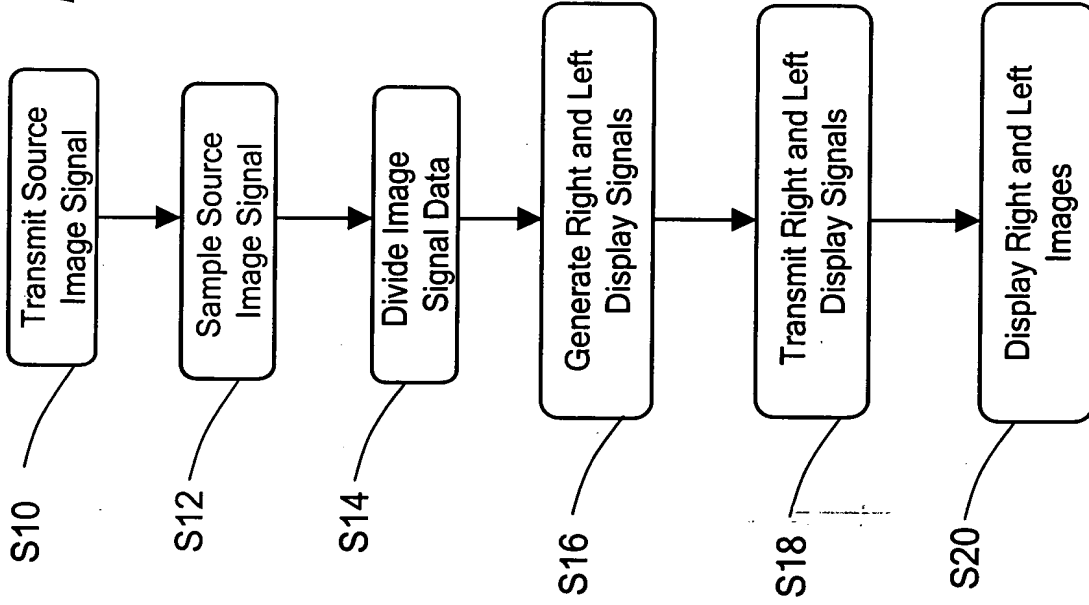 S10
Transmit Source
Image Signal
S12
Sample Source
Image Signal
S14
Divide Image
Signal Data
S16
Generate Right and Left
Display Signals
S18
Transmit Right and Left
Display Signals
S20
Display Right and Left
Images